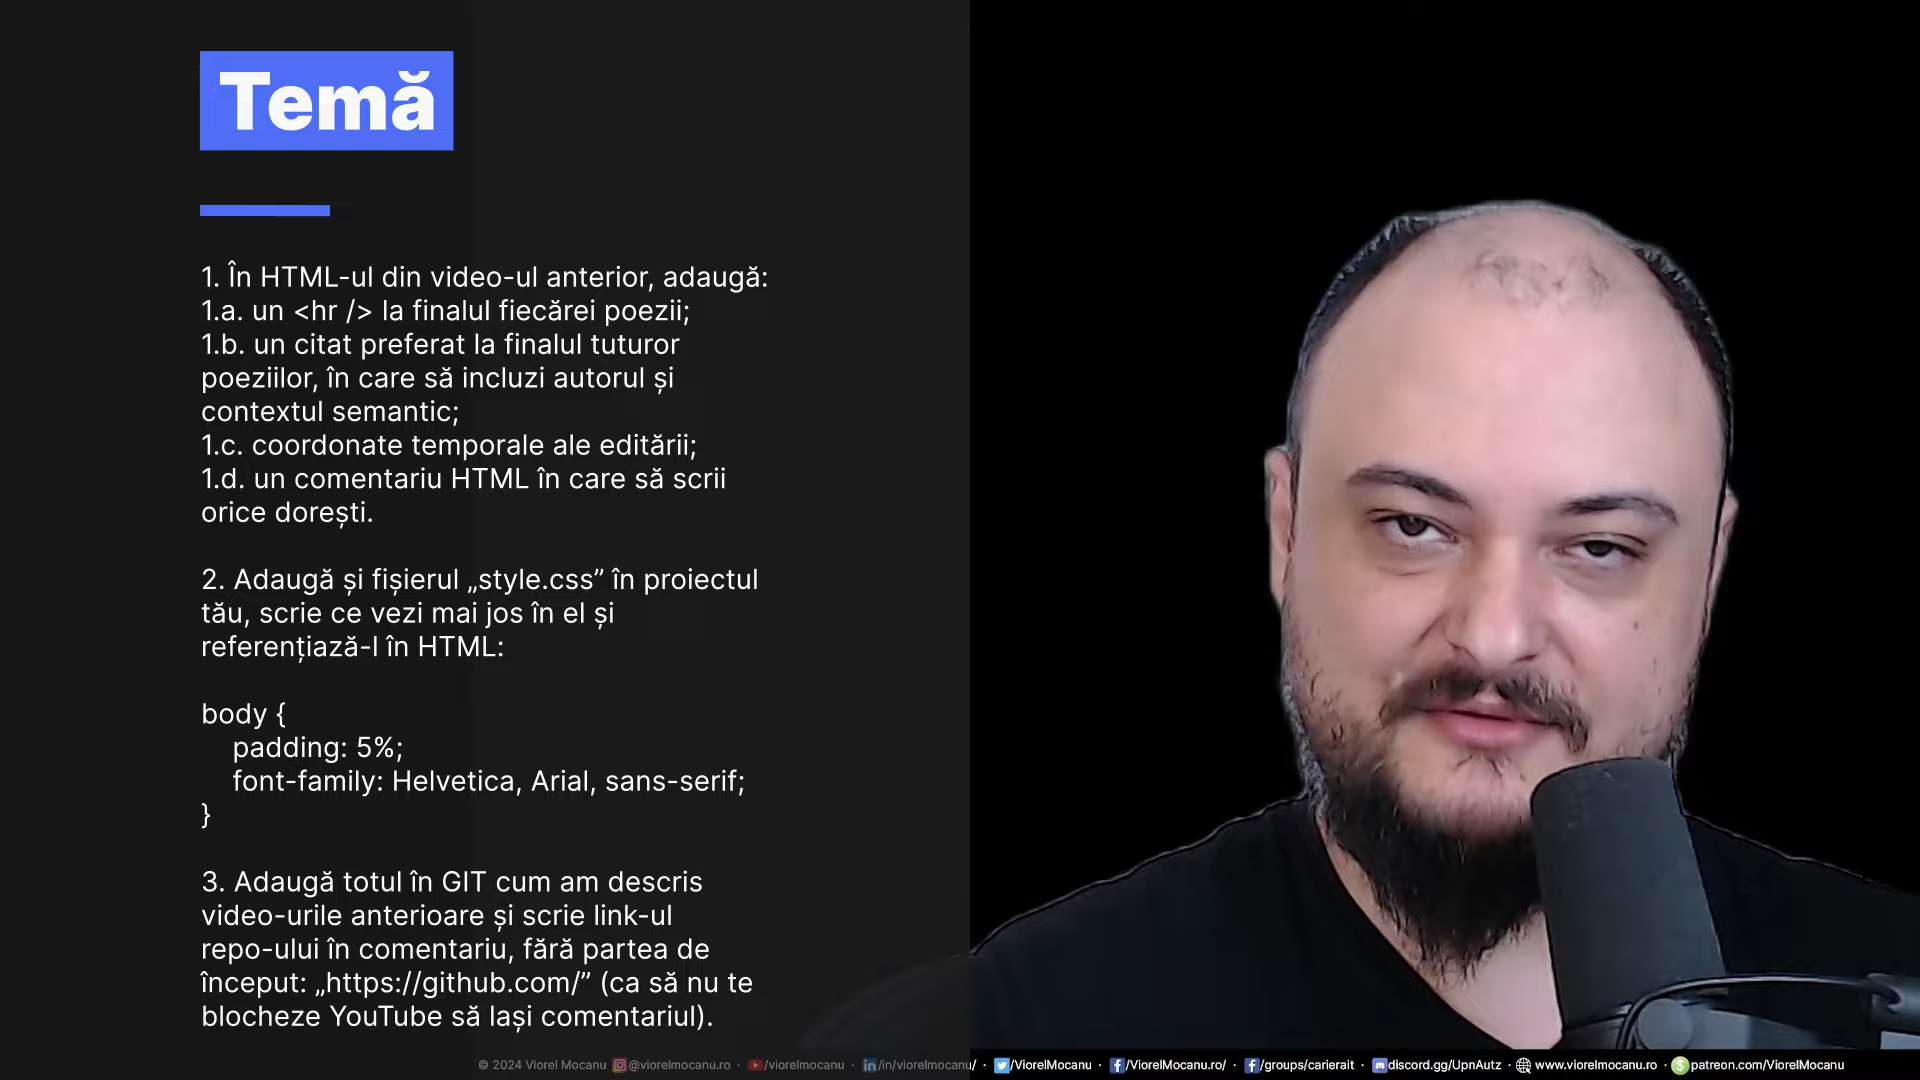 Temă
1. În HTML-ul din video-ul anterior, adaugă:
1.a. un <hr /> la finalul fiecărei poezii;
1.b. un citat preferat la finalul tuturor
poeziilor, în care să incluzi autorul și
contextul semantic;
1.c. coordonate temporale ale editării;
1.d. un comentariu HTML în care să scrii
orice dorești.
2. Adaugă și fișierul „style.css” în proiectul
tău, scrie ce vezi mai jos în el și
referențiază-l în HTML:
body {
padding: 5%;
font-family: Helvetica, Arial, sans-serif;
}
3. Adaugă totul în GIT cum am descris
video-urile anterioare și scrie link-ul
repo-ului în comentariu, fără partea de
început: „https://github.com/” (ca să nu te
blocheze YouTube să lași comentariul).
© 2024 Viorel Mocanu @viorelmocanu.ro · /viorelmocanu · /in/viorelmocanu/ · /ViorelMocanu · /ViorelMocanu.ro/ · /groups/carierait · discord.gg/UpnAutz · www.viorelmocanu.ro · patreon.com/ViorelMocanu